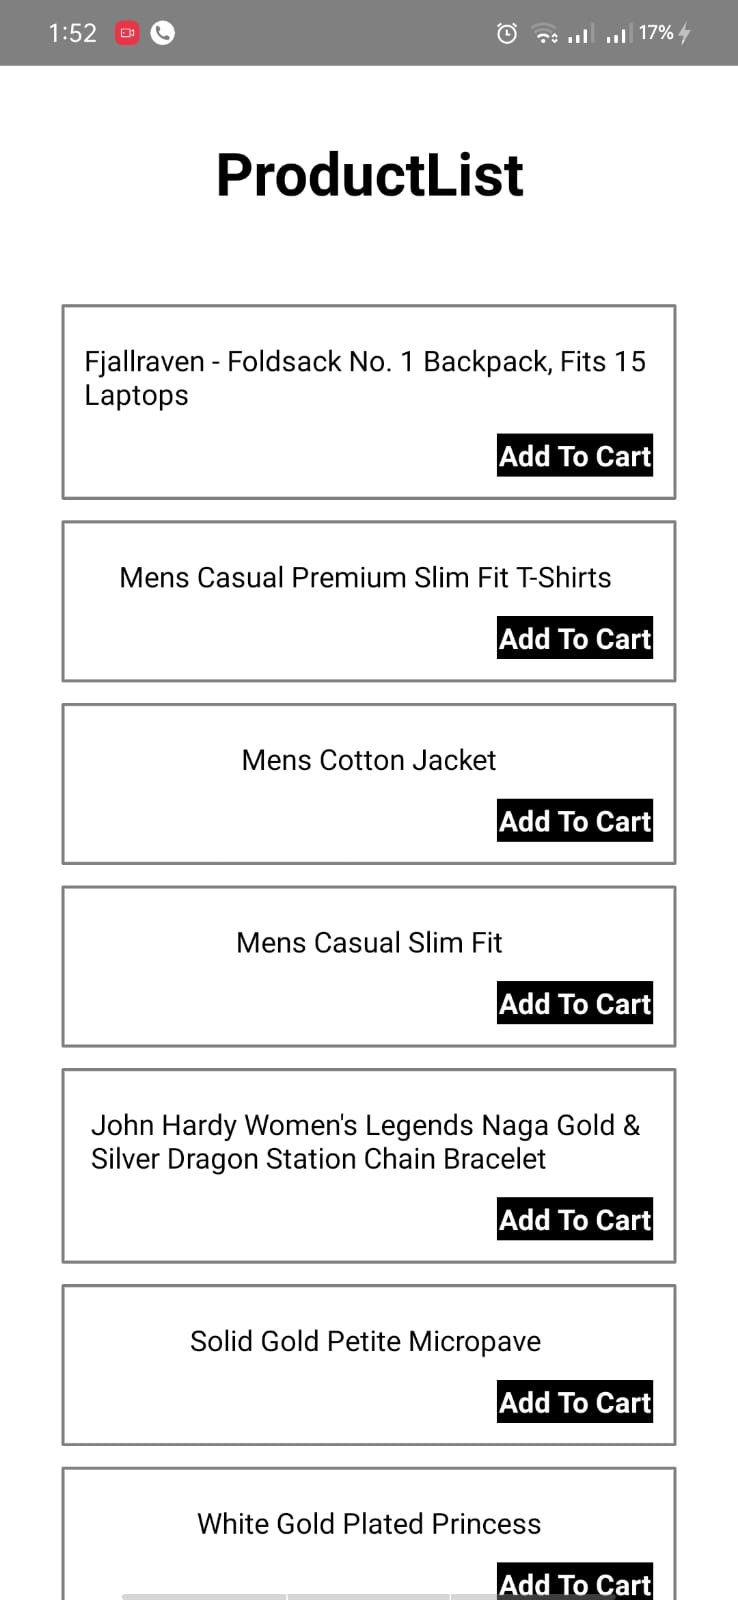 1:52
17%
ProductList
Fjallraven - Foldsack No. 1 Backpack, Fits 15
Laptops
Add To Cart
Mens Casual Premium Slim Fit T-Shirts
Add To Cart
Mens Cotton Jacket
Add To Cart
Mens Casual Slim Fit
Add To Cart
John Hardy Women's Legends Naga Gold &
Silver Dragon Station Chain Bracelet
Add To Cart
Solid Gold Petite Micropave
Add To Cart
White Gold Plated Princess
Add To Cart